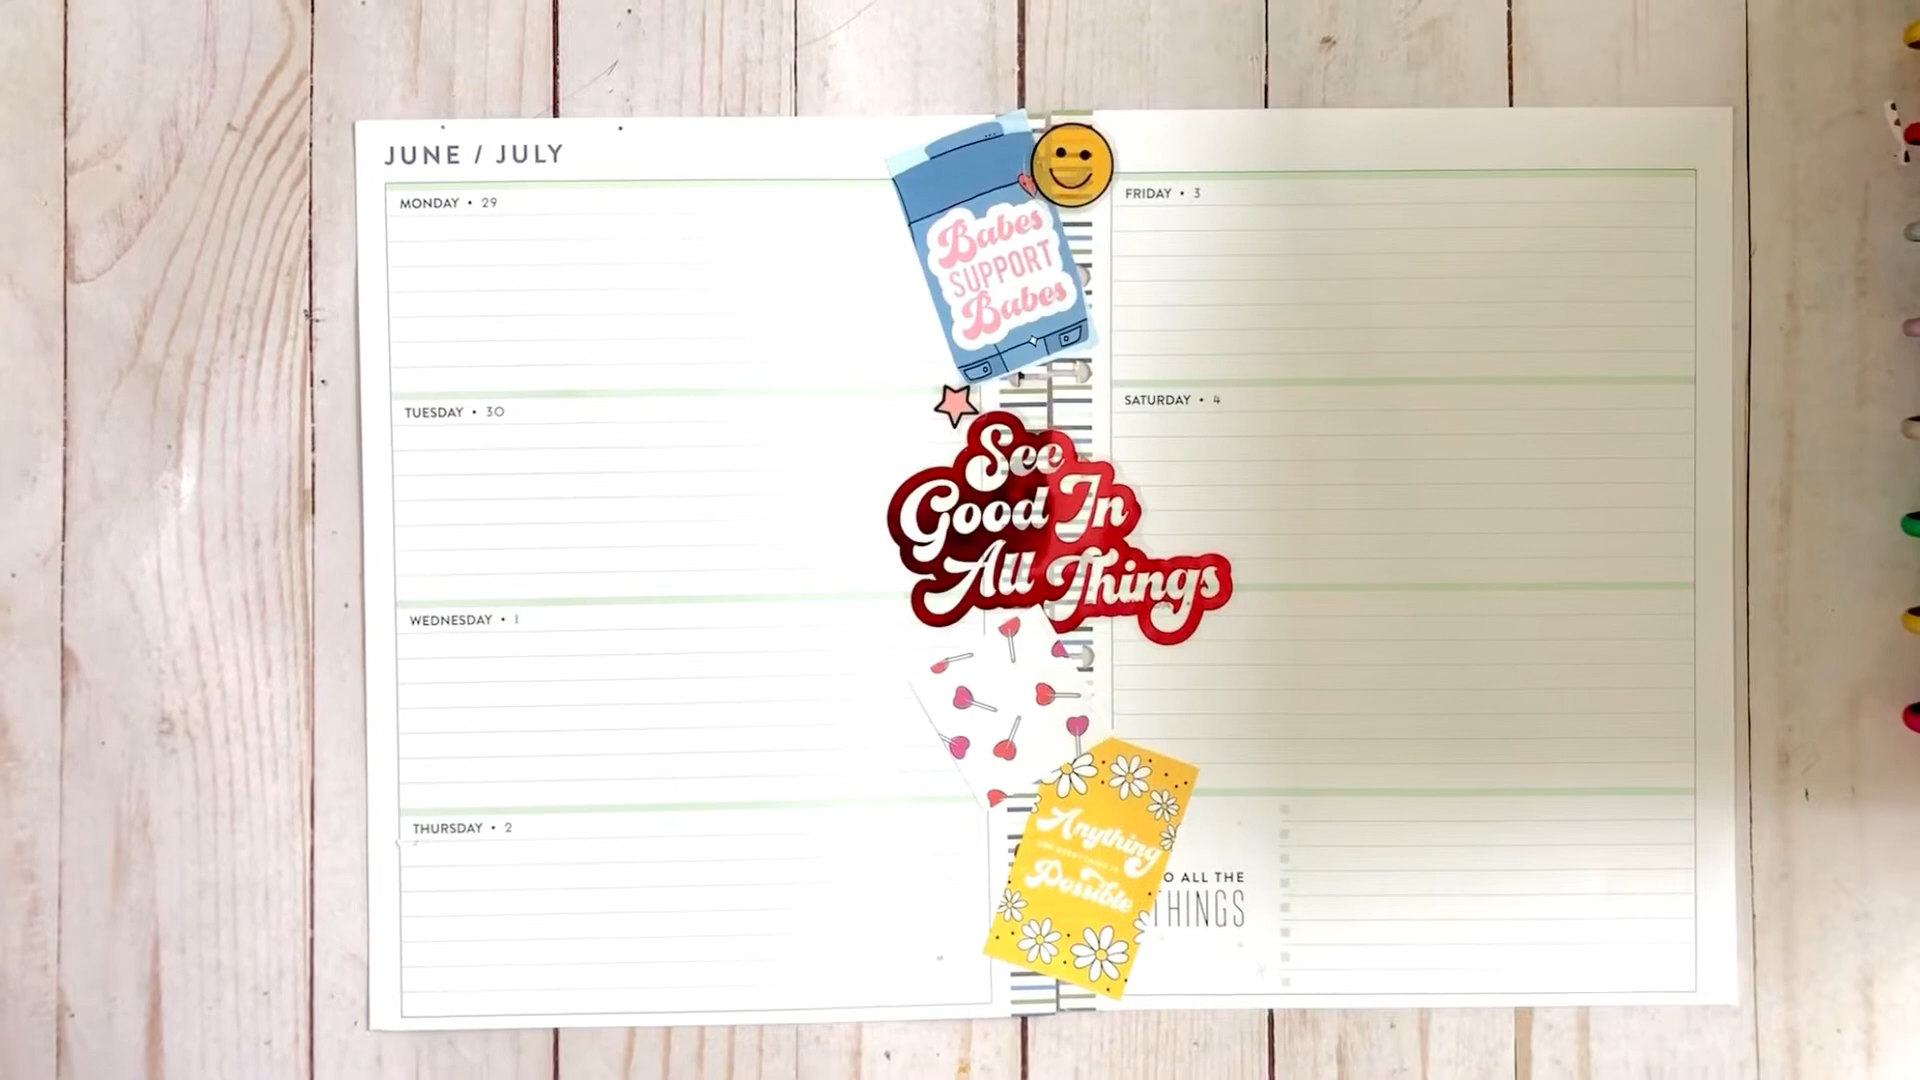 JUNE / JULY
MONDAY • 29
TUESDAY • 30
WEDNESDAY • 1
THURSDAY • 2
Babes
SUPPORT
Babes
See
Good In
All Things
Anything
Possible
FRIDAY • 3
SATURDAY • 4
O ALL THE
THINGS